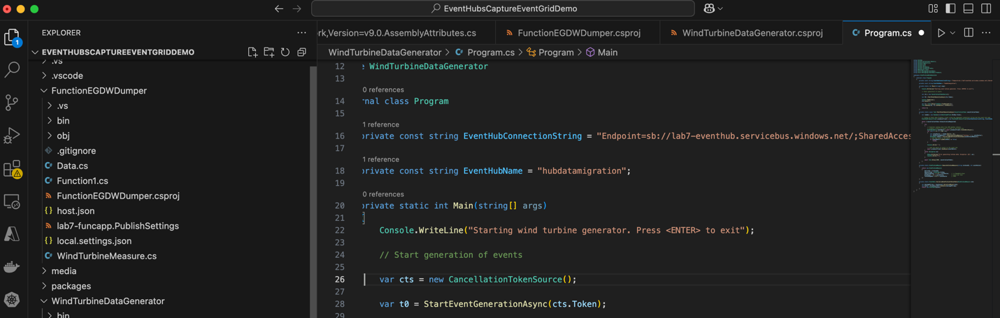 EventHubsCaptureEventGridDemo
EXPLORER
rk,Version=v9.0.AssemblyAttributes.cs
FunctionEGDWDumper.csproj
WindTurbineDataGenerator.csproj
Program.cs
1
EVENTHUBSCAPTUREEVENTGRIDDEMO
.vs
.vscode
FunctionEGDWDumper
.vs
bin
obj
.gitignore
Data.cs
Function1.cs
FunctionEGDWDumper.csproj
host.json
lab7-funcapp.PublishSettings
local.settings.json
WindTurbineMeasure.cs
media
packages
WindTurbineDataGenerator
bin
WindTurbineDataGenerator > Program.cs > Program > Main
12 e WindTurbineDataGenerator
13
0 references
14 rnal class Program
15
1 reference
16 private const string EventHubConnectionString = "Endpoint=sb://lab7-eventhub.servicebus.windows.net/;SharedAcces
17
1 reference
18 private const string EventHubName = "hubdatamigration";
19
0 references
20 private static int Main(string[] args)
21
22 Console.WriteLine("Starting wind turbine generator. Press <ENTER> to exit");
23
24 // Start generation of events
25
26 var cts = new CancellationTokenSource();
27
28 var t0 = StartEventGenerationAsync(cts.Token);
29